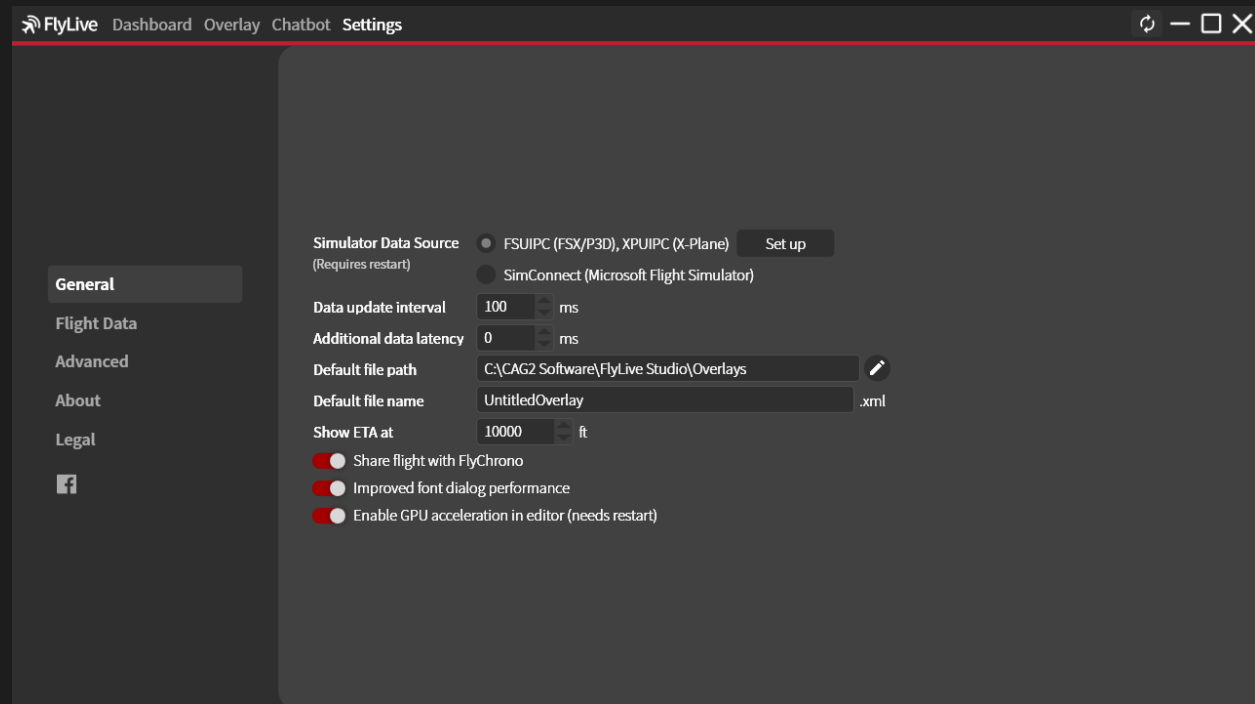 FlyLive Dashboard Overlay Chatbot Settings
General
Flight Data
Advanced
About
Legal
Simulator Data Source FSUIPC (FSX/P3D), XPUIPC (X-Plane) Set up
(Requires restart)
SimConnect (Microsoft Flight Simulator)
Data update interval 100 ms
Additional data latency 0 ms
Default file path C:\CAG2 Software\FlyLive Studio\Overlays
Default file name UntitledOverlay .xml
Show ETA at 10000 ft
Share flight with FlyChrono
Improved font dialog performance
Enable GPU acceleration in editor (needs restart)